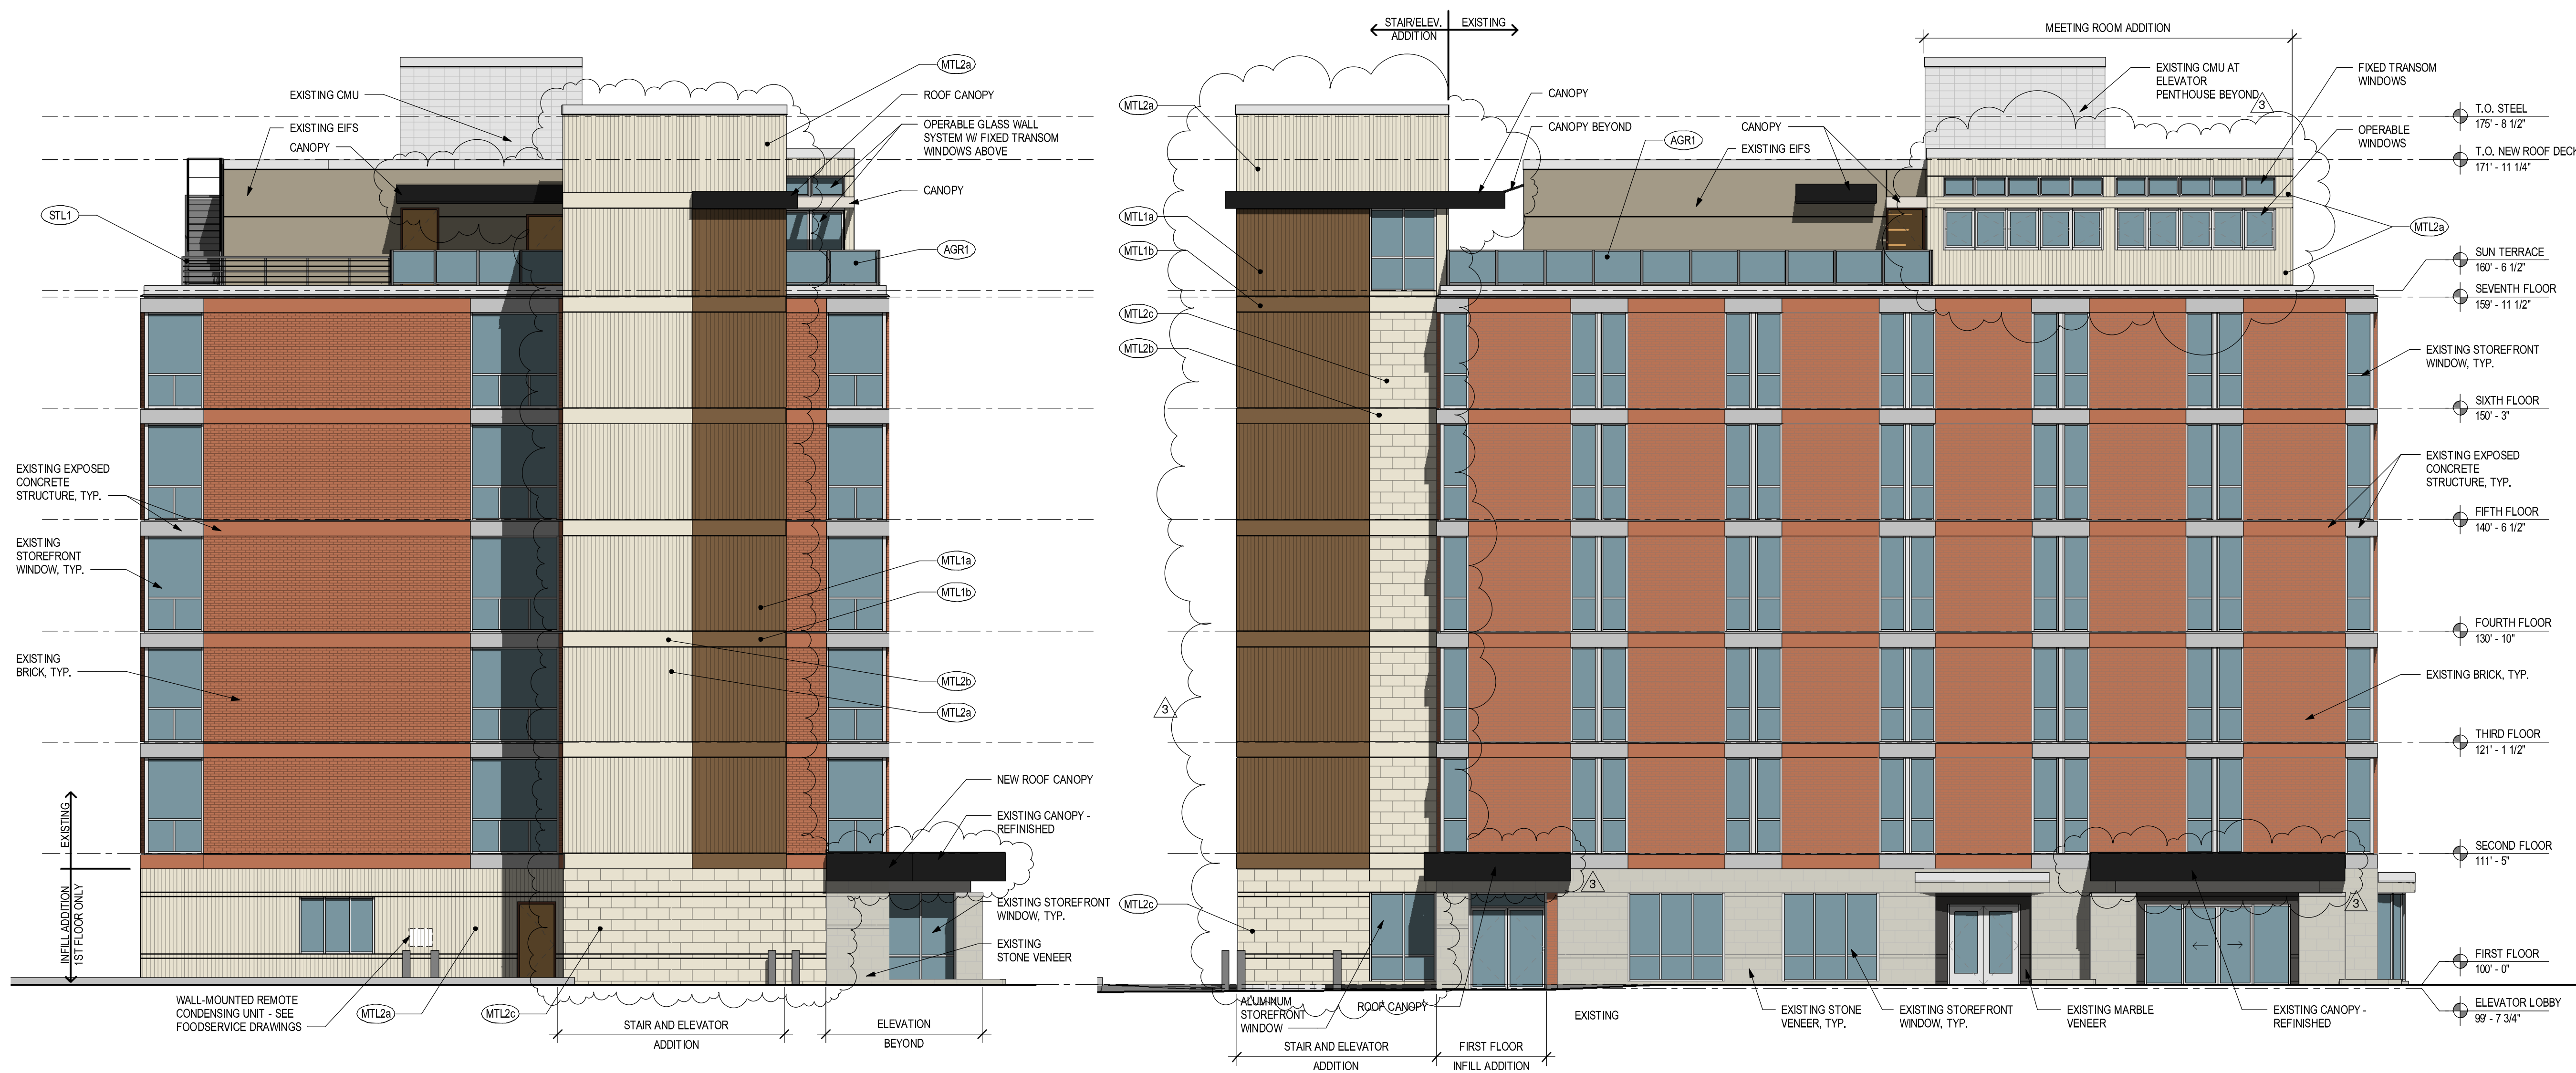 MTL2a
EXISTING CMU
ROOF CANOPY
EXISTING EIFS
CANOPY
OPERABLE GLASS WALL
SYSTEM W/ FIXED TRANSOM
WINDOWS ABOVE
CANOPY
STL1
AGR1
EXISTING EXPOSED
CONCRETE
STRUCTURE, TYP.
EXISTING
STOREFRONT
WINDOW, TYP.
MTL1a
MTL1b
EXISTING
BRICK, TYP.
MTL2b
MTL2a
NEW ROOF CANOPY
EXISTING CANOPY -
REFINISHED
EXISTING
INFILL ADDITION
1ST FLOOR ONLY
EXISTING STOREFRONT
WINDOW, TYP.
EXISTING
STONE VENEER
WALL-MOUNTED REMOTE
CONDENSING UNIT - SEE
FOODSERVICE DRAWINGS
MTL2a
MTL2c
STAIR AND ELEVATOR
ADDITION
ELEVATION
BEYOND
STAIR/ELEV.
ADDITION
EXISTING
MEETING ROOM ADDITION
MTL2a
CANOPY
CANOPY BEYOND
AGR1
CANOPY
EXISTING EIFS
EXISTING CMU AT
ELEVATOR
PENTHOUSE BEYOND
3
FIXED TRANSOM
WINDOWS
OPERABLE
WINDOWS
T.O. STEEL
175' - 8 1/2"
T.O. NEW ROOF DECK
171' - 11 1/4"
MTL1a
MTL1b
MTL2a
SUN TERRACE
160' - 6 1/2"
SEVENTH FLOOR
159' - 11 1/2"
MTL2c
MTL2b
EXISTING STOREFRONT
WINDOW, TYP.
SIXTH FLOOR
150' - 3"
EXISTING EXPOSED
CONCRETE
STRUCTURE, TYP.
FIFTH FLOOR
140' - 6 1/2"
FOURTH FLOOR
130' - 10"
EXISTING BRICK, TYP.
3
THIRD FLOOR
121' - 1 1/2"
SECOND FLOOR
111' - 5"
3
3
MTL2c
FIRST FLOOR
100' - 0"
ELEVATOR LOBBY
99' - 7 3/4"
ALUMINUM
STOREFRONT
WINDOW
ROOF CANOPY
EXISTING
EXISTING STONE
VENEER, TYP.
EXISTING STOREFRONT
WINDOW, TYP.
EXISTING MARBLE
VENEER
EXISTING CANOPY -
REFINISHED
STAIR AND ELEVATOR
ADDITION
FIRST FLOOR
INFILL ADDITION